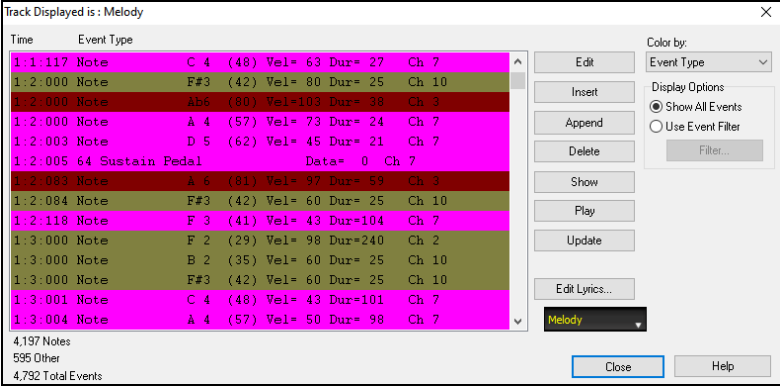 Track Displayed is : Melody
Time Event Type
1:1:117 Note C 4 (48) Vel= 63 Dur= 27 Ch 7
1:2:000 Note F#3 (42) Vel= 80 Dur= 25 Ch 10
1:2:000 Note Ab6 (80) Vel=103 Dur= 38 Ch 3
1:2:000 Note A 4 (57) Vel= 73 Dur= 24 Ch 7
1:2:003 Note D 5 (62) Vel= 45 Dur= 21 Ch 7
1:2:005 64 Sustain Pedal Data= 0 Ch 7
1:2:083 Note A 6 (81) Vel= 97 Dur= 59 Ch 3
1:2:084 Note F#3 (42) Vel= 60 Dur= 25 Ch 10
1:2:118 Note F 3 (41) Vel= 43 Dur=104 Ch 7
1:3:000 Note F 2 (29) Vel= 98 Dur=240 Ch 2
1:3:000 Note B 2 (35) Vel= 60 Dur= 25 Ch 10
1:3:000 Note F#3 (42) Vel= 60 Dur= 25 Ch 10
1:3:001 Note C 4 (48) Vel= 43 Dur=101 Ch 7
1:3:004 Note A 4 (57) Vel= 50 Dur= 98 Ch 7
4,197 Notes
595 Other
4,792 Total Events
Edit
Insert
Append
Delete
Show
Play
Update
Edit Lyrics...
Melody
Color by:
Event Type
Display Options
Show All Events
Use Event Filter
Filter...
Close
Help